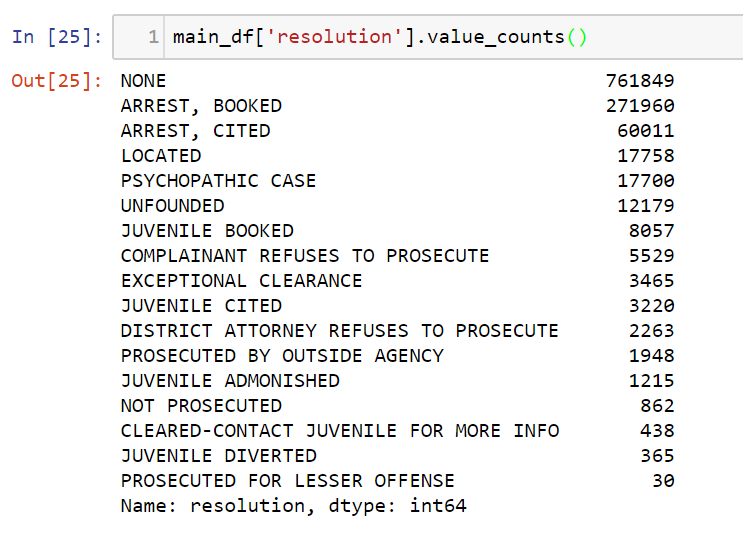 In [25]: 1 main_df['resolution'].value_counts()
Out[25]: NONE 761849
ARREST, BOOKED 271960
ARREST, CITED 60011
LOCATED 17758
PSYCHOPATHIC CASE 17700
UNFOUNDED 12179
JUVENILE BOOKED 8057
COMPLAINANT REFUSES TO PROSECUTE 5529
EXCEPTIONAL CLEARANCE 3465
JUVENILE CITED 3220
DISTRICT ATTORNEY REFUSES TO PROSECUTE 2263
PROSECUTED BY OUTSIDE AGENCY 1948
JUVENILE ADMONISHED 1215
NOT PROSECUTED 862
CLEARED-CONTACT JUVENILE FOR MORE INFO 438
JUVENILE DIVERTED 365
PROSECUTED FOR LESSER OFFENSE 30
Name: resolution, dtype: int64